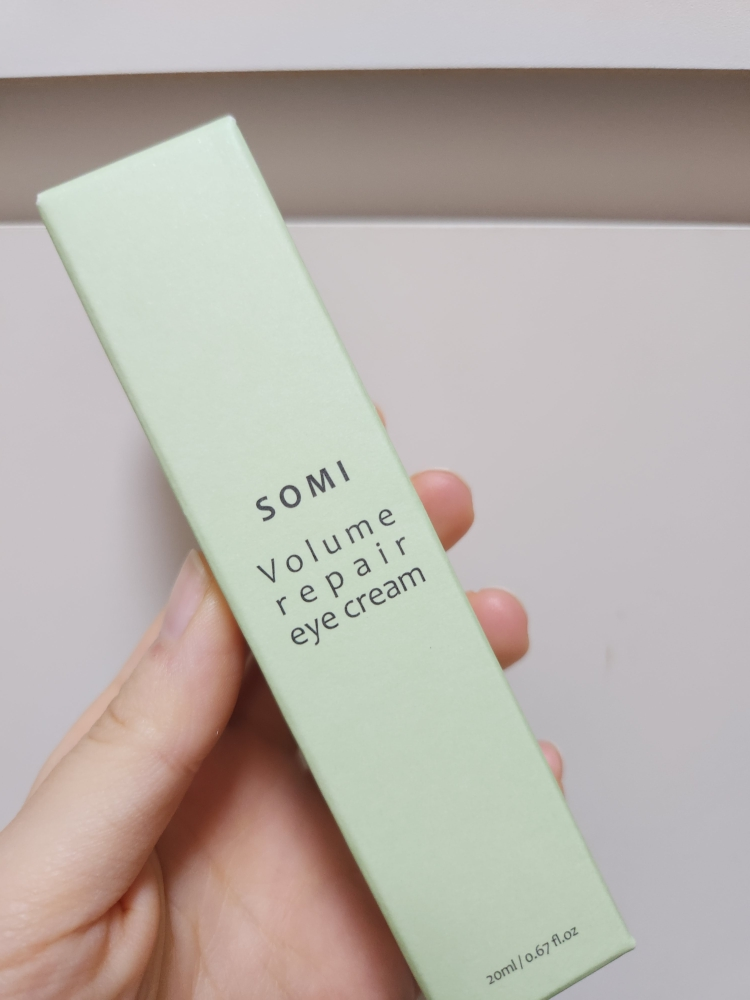 SOMI
Volume
repair
eye cream
20ml / 0.67 fl.oz